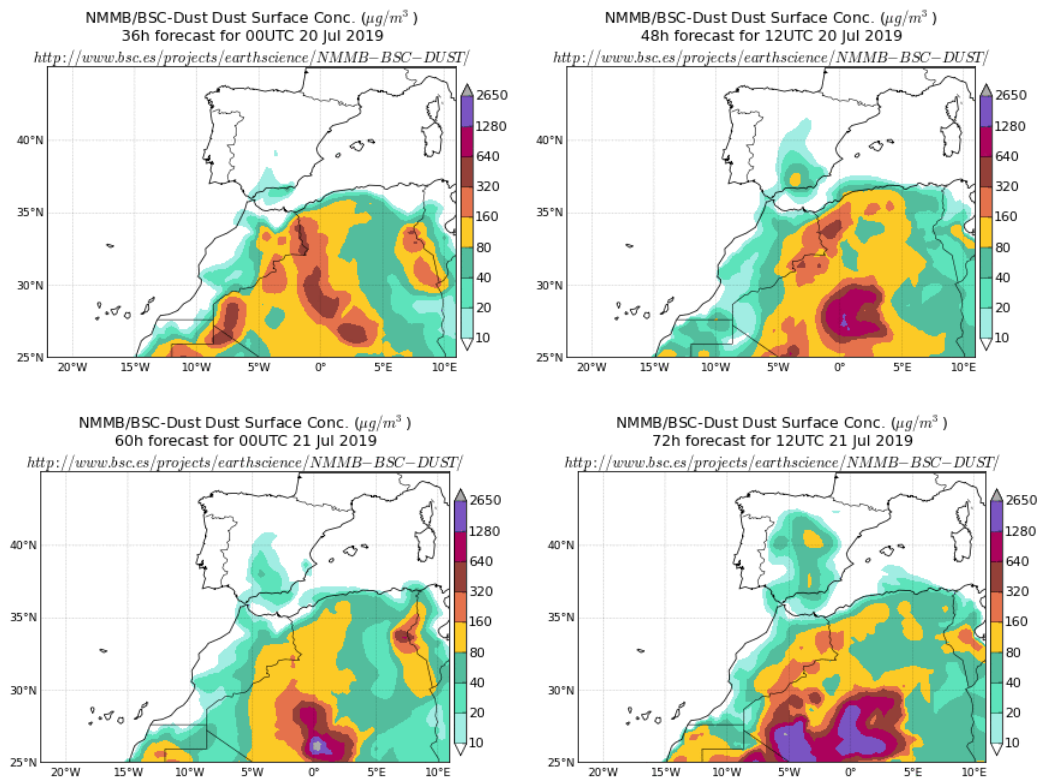 NMMB/BSC-Dust Dust Surface Conc. (μg/m³ )
36h forecast for 00UTC 20 Jul 2019
http://www.bsc.es/projects/earthscience/NMMB−BSC−DUST/
40°N
35°N
30°N
25°N
20°W
15°W
10°W
5°W
0°
5°E
10°E
2650
1280
640
320
160
80
40
20
10
NMMB/BSC-Dust Dust Surface Conc. (μg/m³ )
48h forecast for 12UTC 20 Jul 2019
http://www.bsc.es/projects/earthscience/NMMB−BSC−DUST/
40°N
35°N
30°N
25°N
20°W
15°W
10°W
5°W
0°
5°E
10°E
2650
1280
640
320
160
80
40
20
10
NMMB/BSC-Dust Dust Surface Conc. (μg/m³ )
60h forecast for 00UTC 21 Jul 2019
http://www.bsc.es/projects/earthscience/NMMB−BSC−DUST/
40°N
35°N
30°N
25°N
20°W
15°W
10°W
5°W
0°
5°E
10°E
2650
1280
640
320
160
80
40
20
10
NMMB/BSC-Dust Dust Surface Conc. (μg/m³ )
72h forecast for 12UTC 21 Jul 2019
http://www.bsc.es/projects/earthscience/NMMB−BSC−DUST/
40°N
35°N
30°N
25°N
20°W
15°W
10°W
5°W
0°
5°E
10°E
2650
1280
640
320
160
80
40
20
10